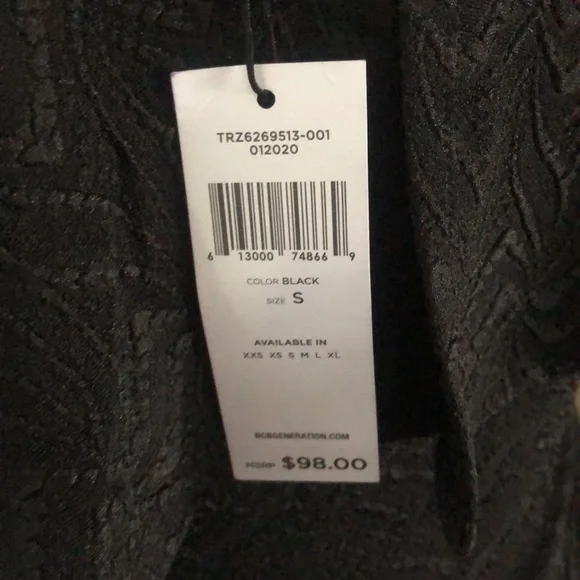 TRZ6269513-001
012020
6 13000 74866 9
COLOR BLACK
SIZE S
AVAILABLE IN
XXS XS S M L XL
BCBGENERATION.COM
MSRP $98.00